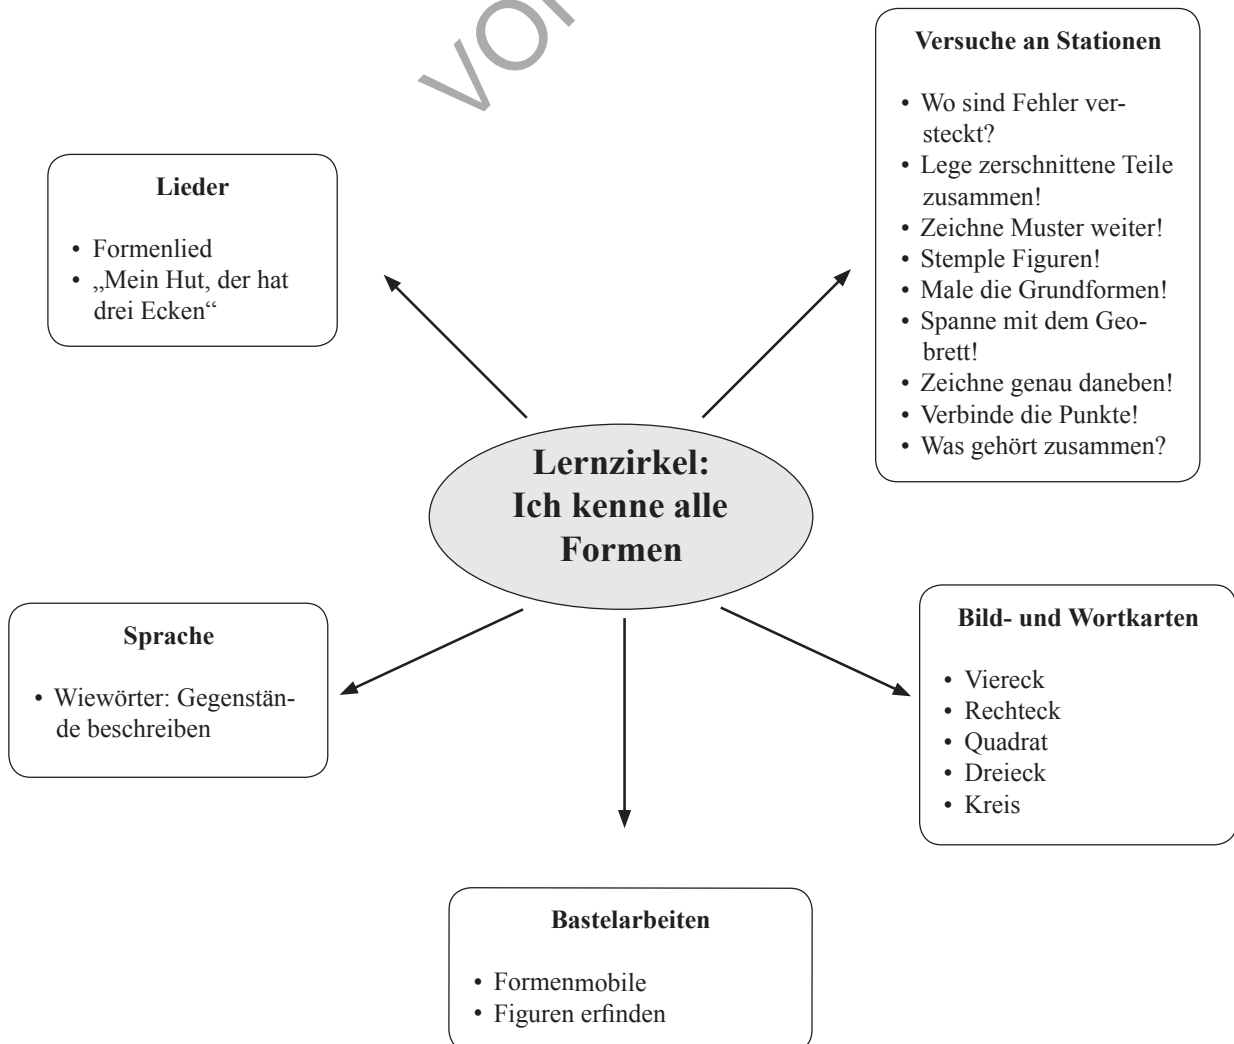 Versuche an Stationen
• Wo sind Fehler ver-
steckt?
• Lege zerschnittene Teile
zusammen!
• Zeichne Muster weiter!
• Stemple Figuren!
• Male die Grundformen!
• Spanne mit dem Geo-
brett!
• Zeichne genau daneben!
• Verbinde die Punkte!
• Was gehört zusammen?
Lieder
• Formenlied
• „Mein Hut, der hat
drei Ecken“
Lernzirkel:
Ich kenne alle
Formen
Sprache
• Wiewörter: Gegenstän-
de beschreiben
Bild- und Wortkarten
• Viereck
• Rechteck
• Quadrat
• Dreieck
• Kreis
Bastelarbeiten
• Formenmobile
• Figuren erfinden